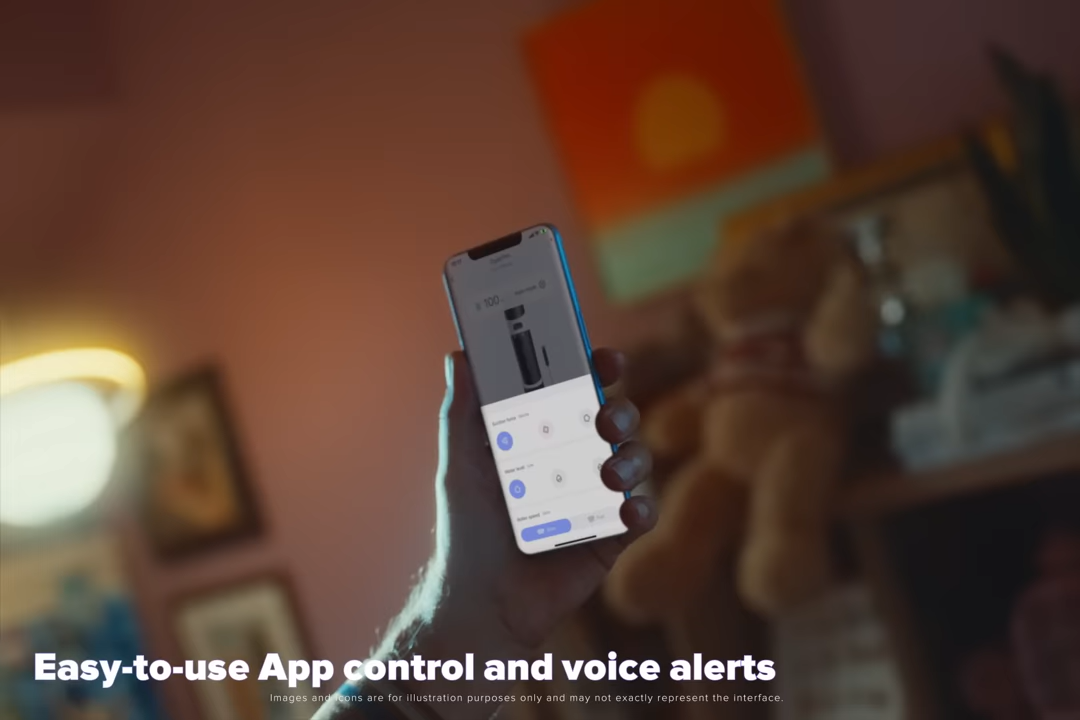 100
Easy-to-use App control and voice alerts
Images and icons are for illustration purposes only and may not exactly represent the interface.